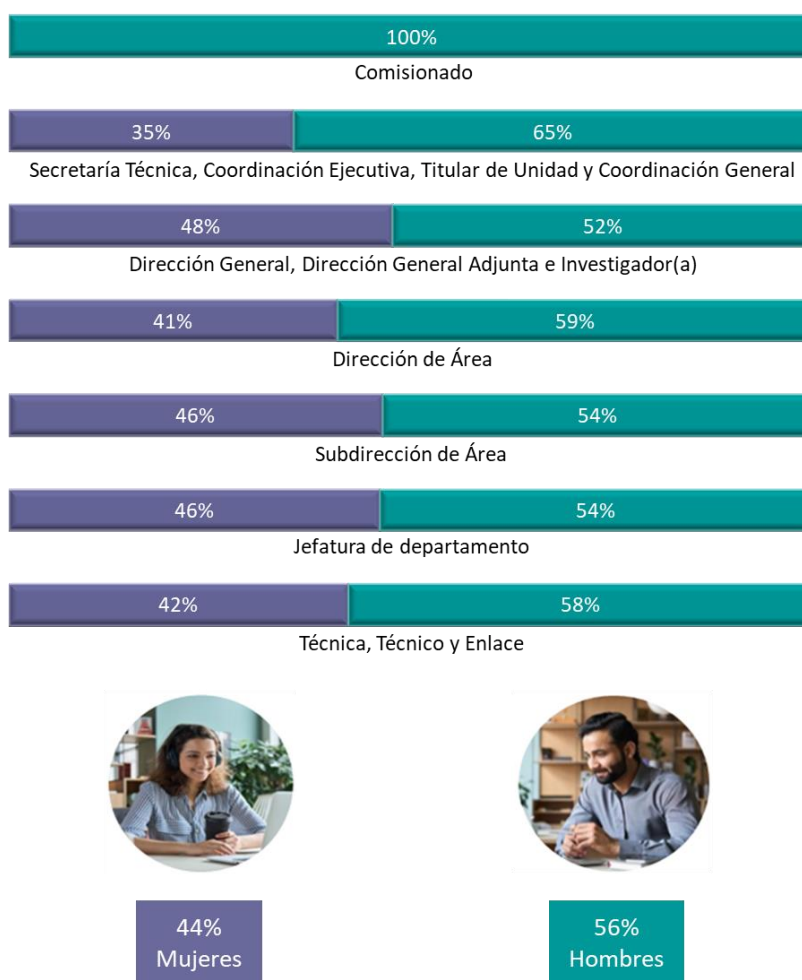 100%
Comisionado
35% 65%
Secretaría Técnica, Coordinación Ejecutiva, Titular de Unidad y Coordinación General
48% 52%
Dirección General, Dirección General Adjunta e Investigador(a)
41% 59%
Dirección de Área
46% 54%
Subdirección de Área
46% 54%
Jefatura de departamento
42% 58%
Técnica, Técnico y Enlace
44% 56%
Mujeres Hombres